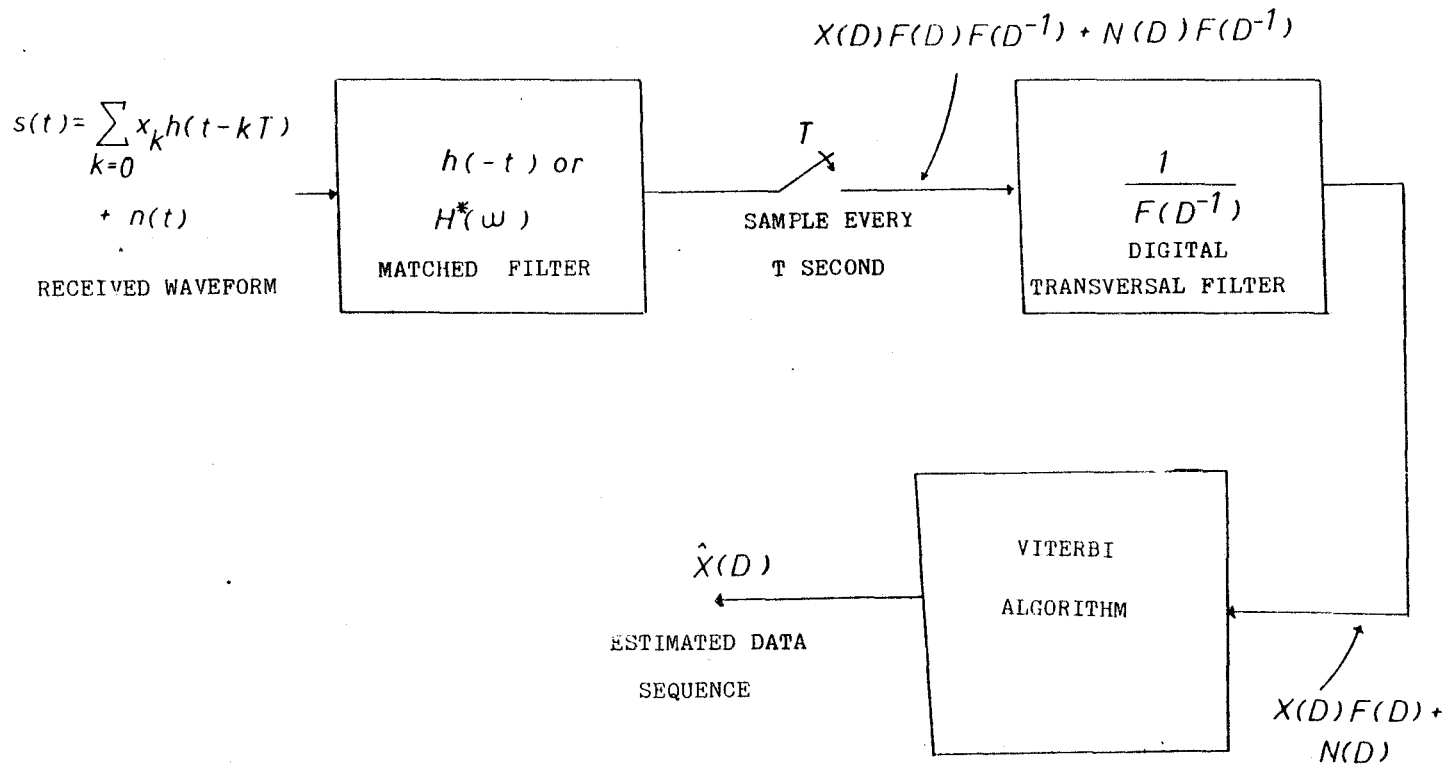 X(D)F(D)F(D⁻¹) + N(D)F(D⁻¹)
s(t)= ∑ x_k h(t-kT)
k=0
+ n(t)
RECEIVED WAVEFORM
h(-t) or
H*(ω)
MATCHED FILTER
T
SAMPLE EVERY
T SECOND
1
F(D⁻¹)
DIGITAL
TRANSVERSAL FILTER
VITERBI
ALGORITHM
X̂(D)
ESTIMATED DATA
SEQUENCE
X(D)F(D) +
N(D)